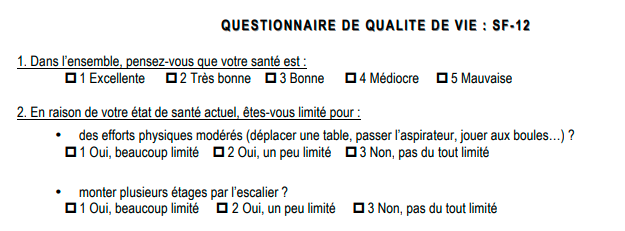 QUESTIONNAIRE DE QUALITE DE VIE : SF-12
1. Dans l'ensemble, pensez-vous que votre santé est :
1 Excellente 2 Très bonne 3 Bonne 4 Médiocre 5 Mauvaise
2. En raison de votre état de santé actuel, êtes-vous limité pour :
• des efforts physiques modérés (déplacer une table, passer l'aspirateur, jouer aux boules…) ?
1 Oui, beaucoup limité 2 Oui, un peu limité 3 Non, pas du tout limité
• monter plusieurs étages par l'escalier ?
1 Oui, beaucoup limité 2 Oui, un peu limité 3 Non, pas du tout limité